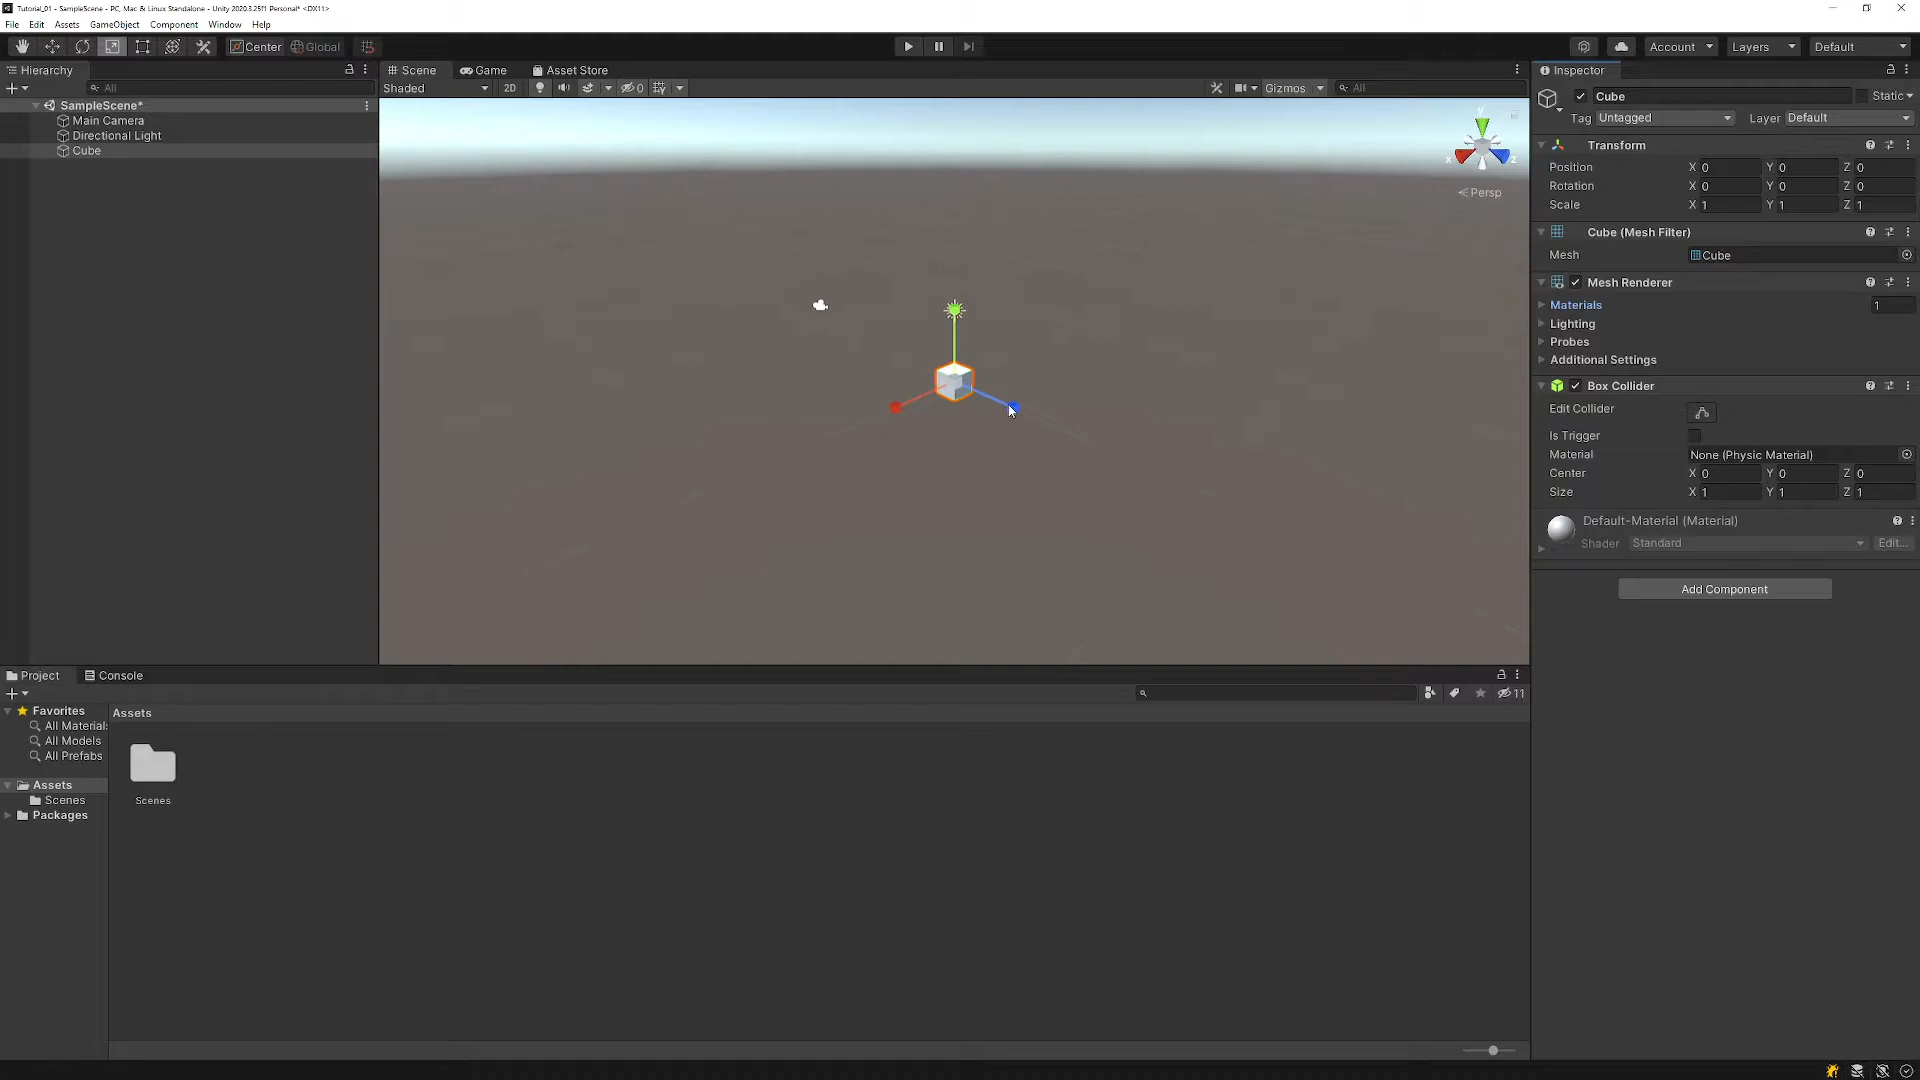 Tutorial_01 - SampleScene - PC, Mac & Linux Standalone - Unity 2020.3.25f1 Personal* <DX11>
File Edit Assets GameObject Component Window Help
Center Global Account Layers Default
Hierarchy
All
SampleScene*
Main Camera
Directional Light
Cube
Scene Game Asset Store
Shaded 2D 0 Gizmos All
y
x z
Persp
Inspector
Cube Static
Tag Untagged Layer Default
Transform
Position X 0 Y 0 Z 0
Rotation X 0 Y 0 Z 0
Scale X 1 Y 1 Z 1
Cube (Mesh Filter)
Mesh Cube
Mesh Renderer
Materials 1
Lighting
Probes
Additional Settings
Box Collider
Edit Collider
Is Trigger
Material None (Physic Material)
Center X 0 Y 0 Z 0
Size X 1 Y 1 Z 1
Default-Material (Material)
Shader Standard Edit...
Add Component
Project Console
11
Favorites
All Material
All Models
All Prefabs
Assets
Scenes
Packages
Assets
Scenes